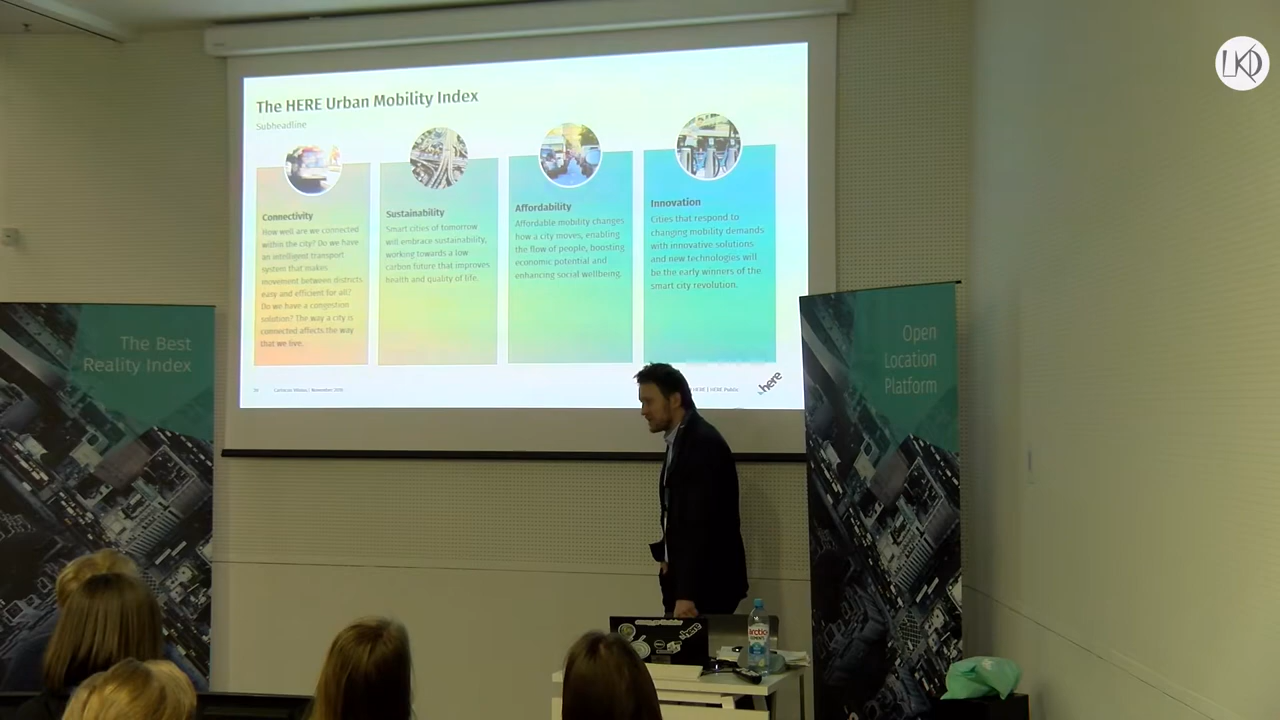 LKD
The HERE Urban Mobility Index
Subheadline
Connectivity
How well are we connected
within the city? Do we have
an intelligent transport
system that makes
movement between districts
easy and efficient for all?
Do we have a congestion
solution? The way a city is
connected affects the way
that we live.
Sustainability
Smart cities of tomorrow
will embrace sustainability,
working towards a low
carbon future that improves
health and quality of life.
Affordability
Affordable mobility changes
how a city moves, enabling
the flow of people, boosting
economic potential and
enhancing social wellbeing.
Innovation
Cities that respond to
changing mobility demands
with innovative solutions
and new technologies will
be the early winners of the
smart city revolution.
HERE | HERE Public
here
The Best
Reality Index
Open
Location
Platform
here
arctic